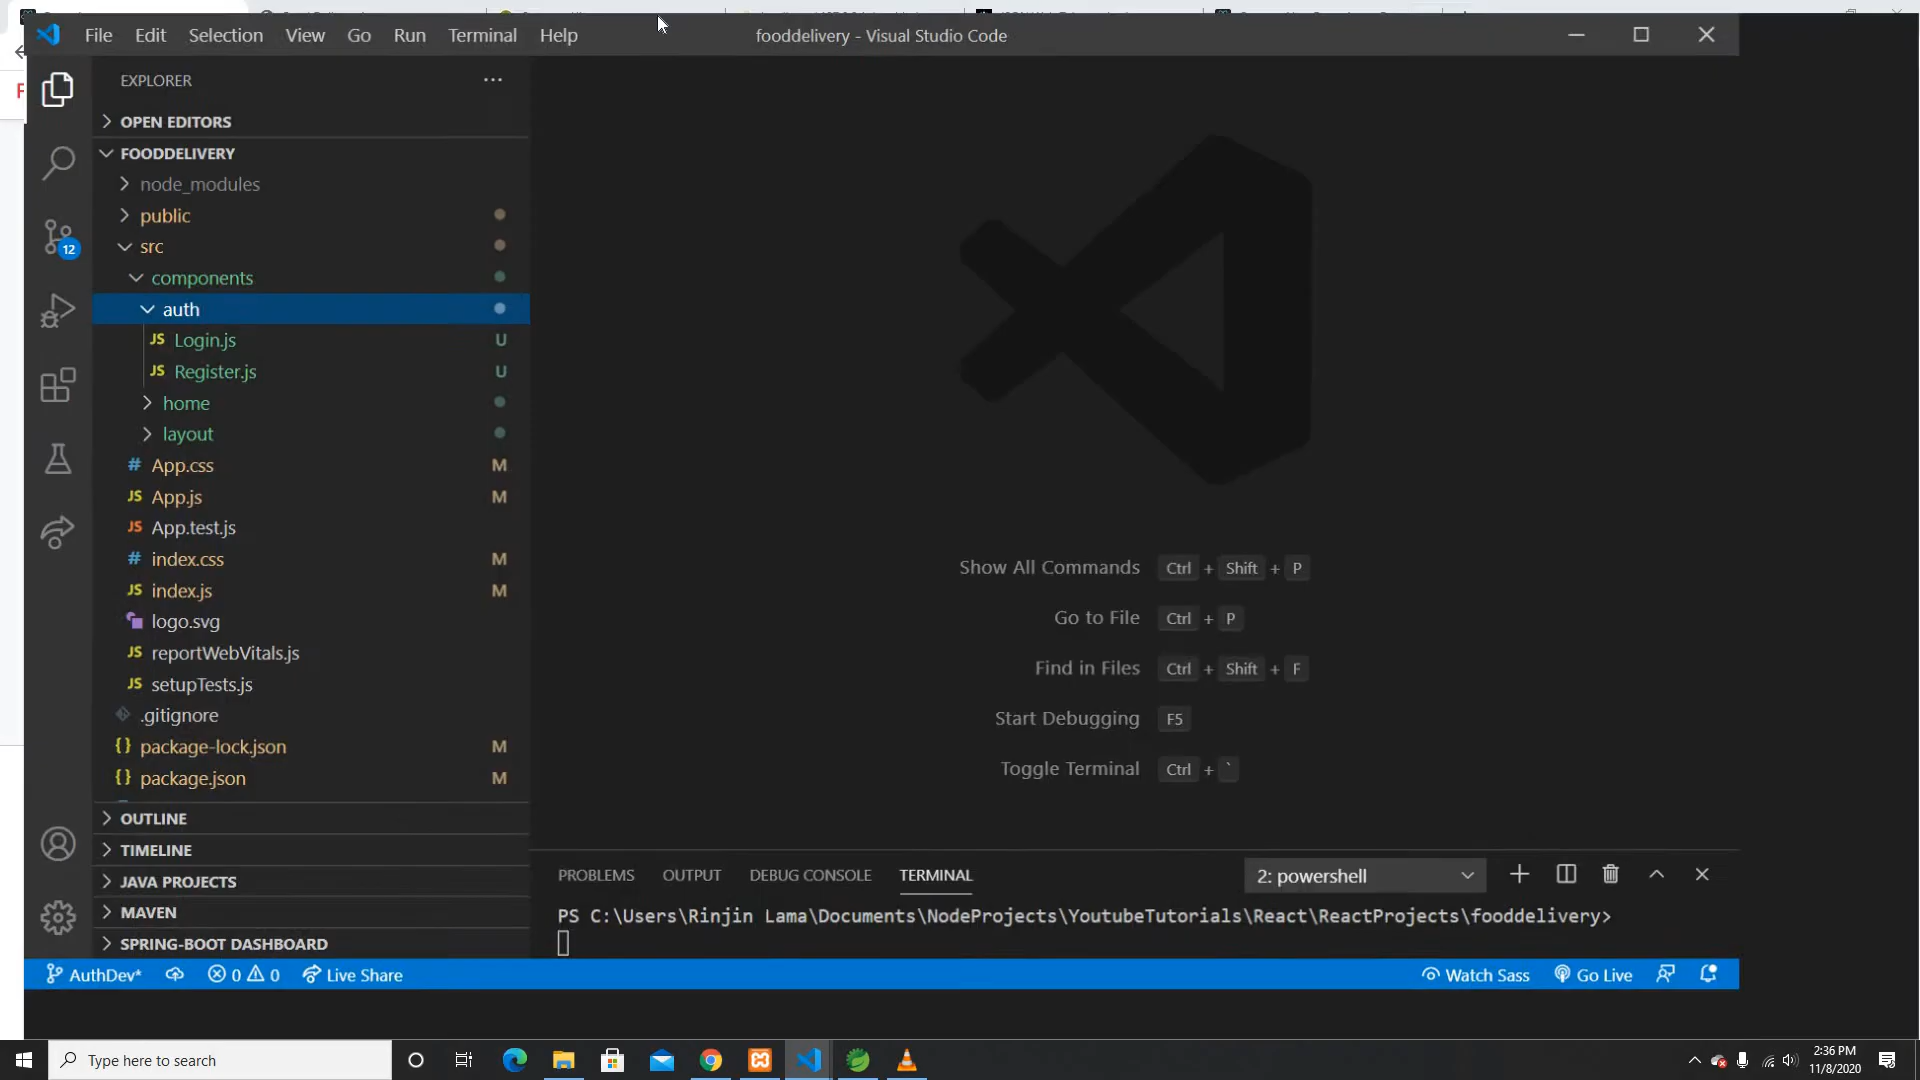 File Edit Selection View Go Run Terminal Help
fooddelivery - Visual Studio Code
EXPLORER
OPEN EDITORS
FOODDELIVERY
node_modules
public
src
components
auth
JS Login.js U
JS Register.js U
home
layout
# App.css M
JS App.js M
JS App.test.js
# index.css M
JS index.js M
logo.svg
JS reportWebVitals.js
JS setupTests.js
.gitignore
{} package-lock.json M
{} package.json M
OUTLINE
TIMELINE
JAVA PROJECTS
MAVEN
SPRING-BOOT DASHBOARD
12
Show All Commands Ctrl + Shift + P
Go to File Ctrl + P
Find in Files Ctrl + Shift + F
Start Debugging F5
Toggle Terminal Ctrl + `
PROBLEMS OUTPUT DEBUG CONSOLE TERMINAL 2: powershell
PS C:\Users\Rinjin Lama\Documents\NodeProjects\YoutubeTutorials\React\ReactProjects\fooddelivery>
AuthDev* 0 0 Live Share Watch Sass Go Live
Type here to search
2:36 PM
11/8/2020